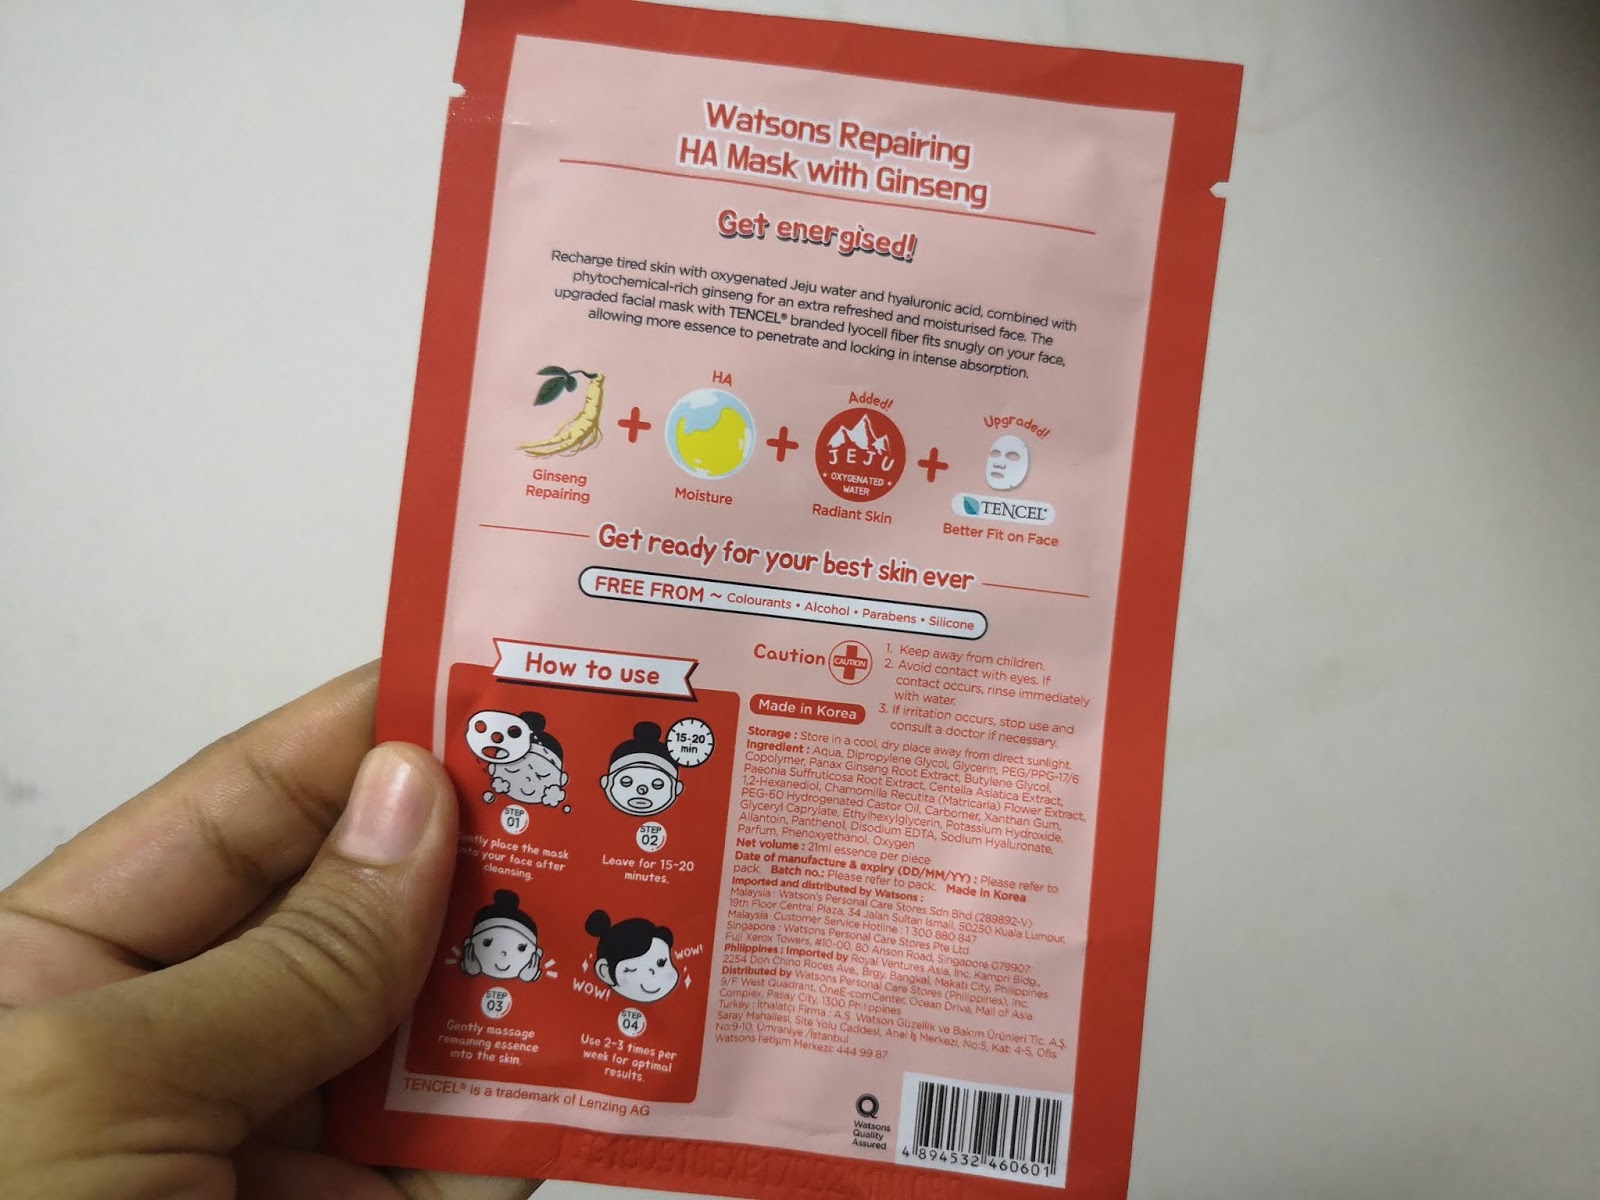 Watsons Repairing
HA Mask with Ginseng
Get energised!
Recharge tired skin with oxygenated Jeju water and hyaluronic acid, combined with
phytochemical-rich ginseng for an extra refreshed and moisturised face. The
upgraded facial mask with TENCEL® branded lyocell fiber fits snugly on your face,
allowing more essence to penetrate and locking in intense absorption.
Ginseng
Repairing
+
HA
Moisture
+
Added!
JEJU
• OXYGENATED •
WATER
Radiant Skin
+
Upgraded!
TENCEL®
Better Fit on Face
Get ready for your best skin ever
FREE FROM ~ Colourants • Alcohol • Parabens • Silicone
How to use
15-20
min
STEP
01
place the mask
your face after
cleansing.
STEP
02
Leave for 15-20
minutes.
STEP
03
Gently massage
remaining essence
into the skin.
WOW!
WOW!
STEP
04
Use 2-3 times per
week for optimal
results.
TENCEL® is a trademark of Lenzing AG
Caution
CAUTION
1. Keep away from children.
2. Avoid contact with eyes. If
contact occurs, rinse immediately
with water.
3. If irritation occurs, stop use and
consult a doctor if necessary.
Made in Korea
Storage : Store in a cool, dry place away from direct sunlight.
Ingredient : Aqua, Dipropylene Glycol, Glycerin, PEG/PPG-17/6
Copolymer, Panax Ginseng Root Extract, Butylene Glycol,
Paeonia Suffruticosa Root Extract, Centella Asiatica Extract,
1,2-Hexanediol, Chamomilla Recutita (Matricaria) Flower Extract,
PEG-60 Hydrogenated Castor Oil, Carbomer, Xanthan Gum,
Glyceryl Caprylate, Ethylhexylglycerin, Potassium Hydroxide,
Allantoin, Panthenol, Disodium EDTA, Sodium Hyaluronate,
Parfum, Phenoxyethanol, Oxygen
Net volume : 21ml essence per piece
Date of manufacture & expiry (DD/MM/YY) : Please refer to
pack. Batch no.: Please refer to pack. Made in Korea
Imported and distributed by Watsons :
Malaysia : Watson's Personal Care Stores Sdn Bhd (289892-V)
19th Floor Central Plaza, 34 Jalan Sultan Ismail, 50250 Kuala Lumpur,
Malaysia Customer Service Hotline : 1 300 880 847
Singapore : Watsons Personal Care Stores Pte Ltd.
Fuji Xerox Towers, #10-00, 80 Anson Road, Singapore 079907
Philippines : Imported by Royal Ventures Asia, Inc. Kampri Bldg.,
2254 Don Chino Roces Ave., Brgy. Bangkal, Makati City, Philippines
Distributed by Watsons Personal Care Stores (Philippines), Inc.
9/F West Quadrant, OneE-comCenter, Ocean Drive, Mall of Asia
Complex, Pasay City, 1300 Philippines
Turkey : İthalatçı Firma : A.S. Watson Güzellik ve Bakım Ürünleri Tic. A.Ş.
Saray Mahallesi, Site Yolu Caddesi, Anel İş Merkezi, No:5, Kat: 4-5, Ofis
No:9-10, Ümraniye /İstanbul
Watsons İletişim Merkezi: 444 99 87
Q
Watsons
Quality
Assured
4 894532 460601